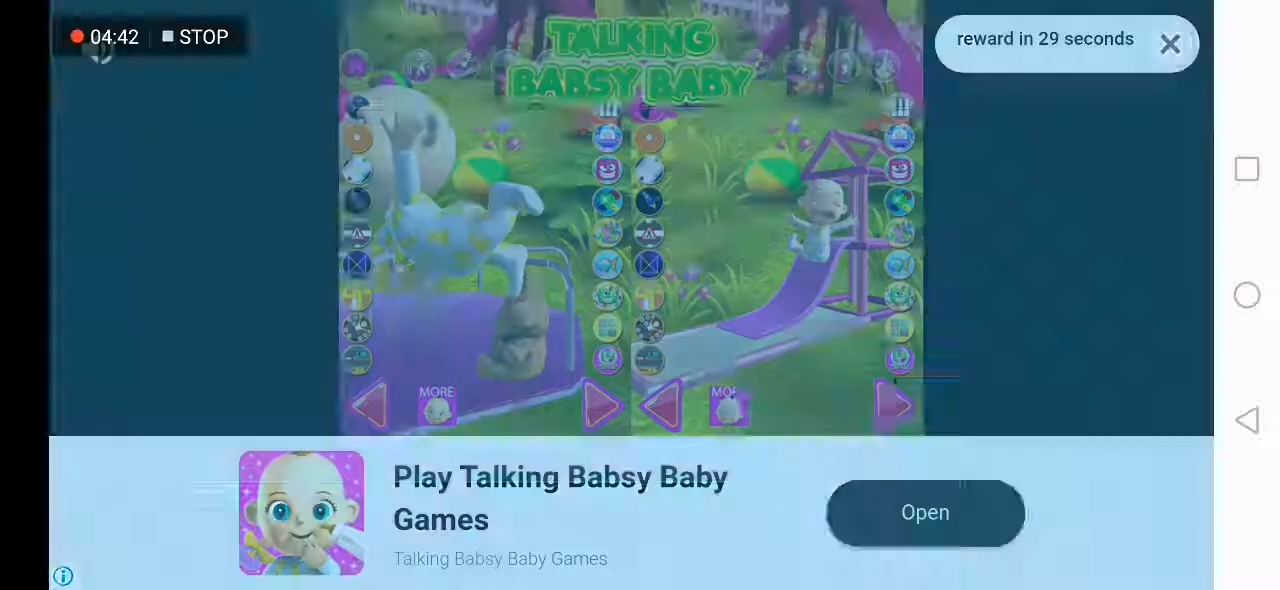 04:42 STOP
reward in 29 seconds
TALKING
BABSY BABY
MORE
Play Talking Babsy Baby
Games
Open
Talking Babsy Baby Games